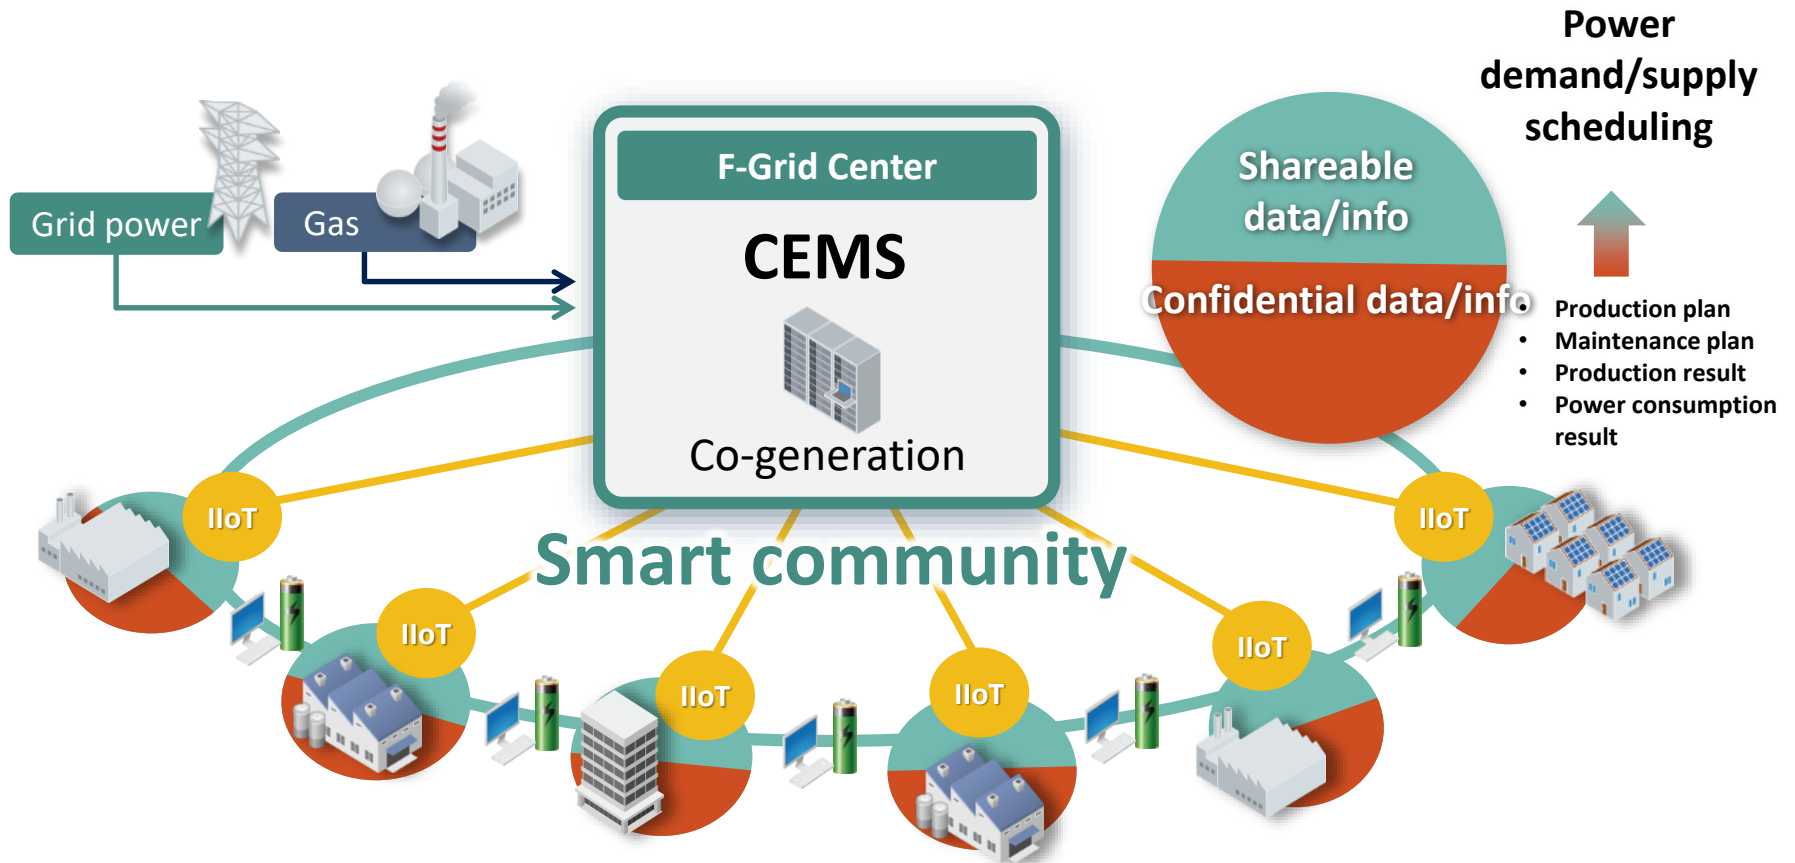 Power
demand/supply
scheduling
F-Grid Center
Shareable
data/info
Grid power
Gas
CEMS
Confidential data/info
• Production plan
• Maintenance plan
• Production result
• Power consumption
result
Co-generation
IIoT
IIoT
Smart community
IIoT
IIoT
IIoT
IIoT